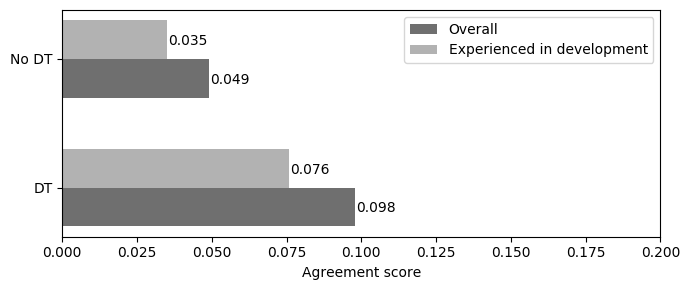 Overall
Experienced in development
No DT
0.035
0.049
DT
0.076
0.098
0.000 0.025 0.050 0.075 0.100 0.125 0.150 0.175 0.200
Agreement score